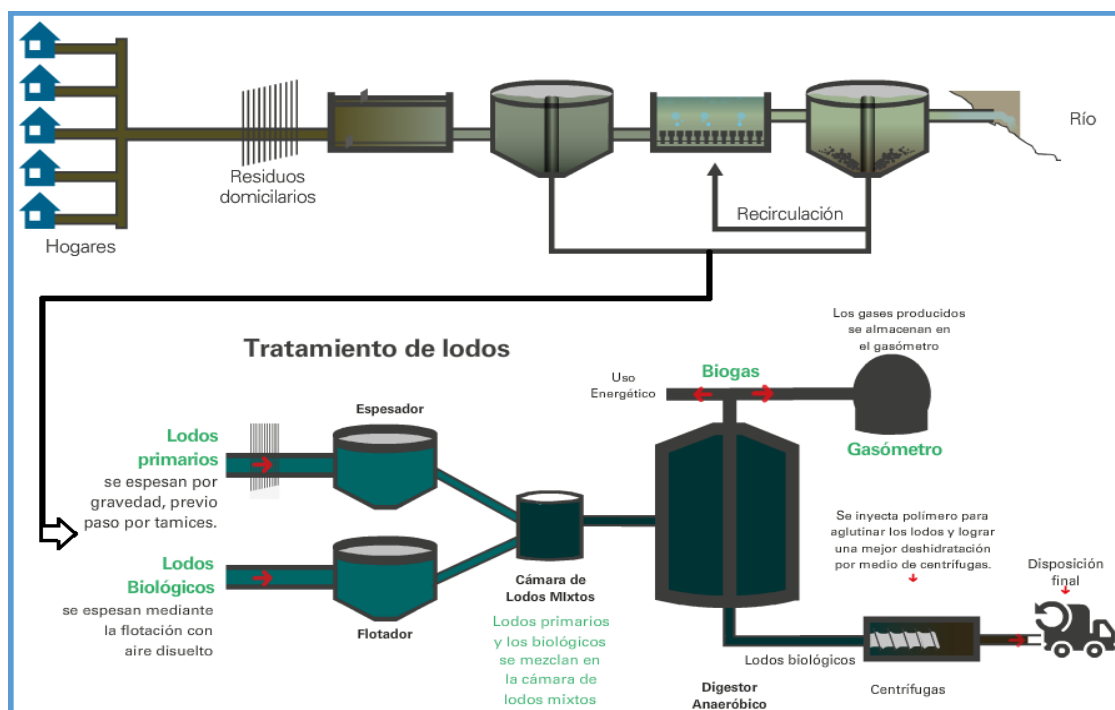 Hogares
Residuos
domicilarios
Recirculación
Río
Tratamiento de lodos
Lodos
primarios
se espesan por
gravedad, previo
paso por tamices.
Espesador
Lodos
Biológicos
se espesan mediante
la flotación con
aire disuelto
Flotador
Cámara de
Lodos MIxtos
Lodos primarios
y los biológicos
se mezclan en
la cámara de
lodos mixtos
Uso
Energético
Biogas
Los gases producidos
se almacenan en
el gasómetro
Gasómetro
Digestor
Anaeróbico
Lodos biológicos
Se inyecta polímero para
aglutinar los lodos y lograr
una mejor deshidratación
por medio de centrífugas.
Centrífugas
Disposición
final